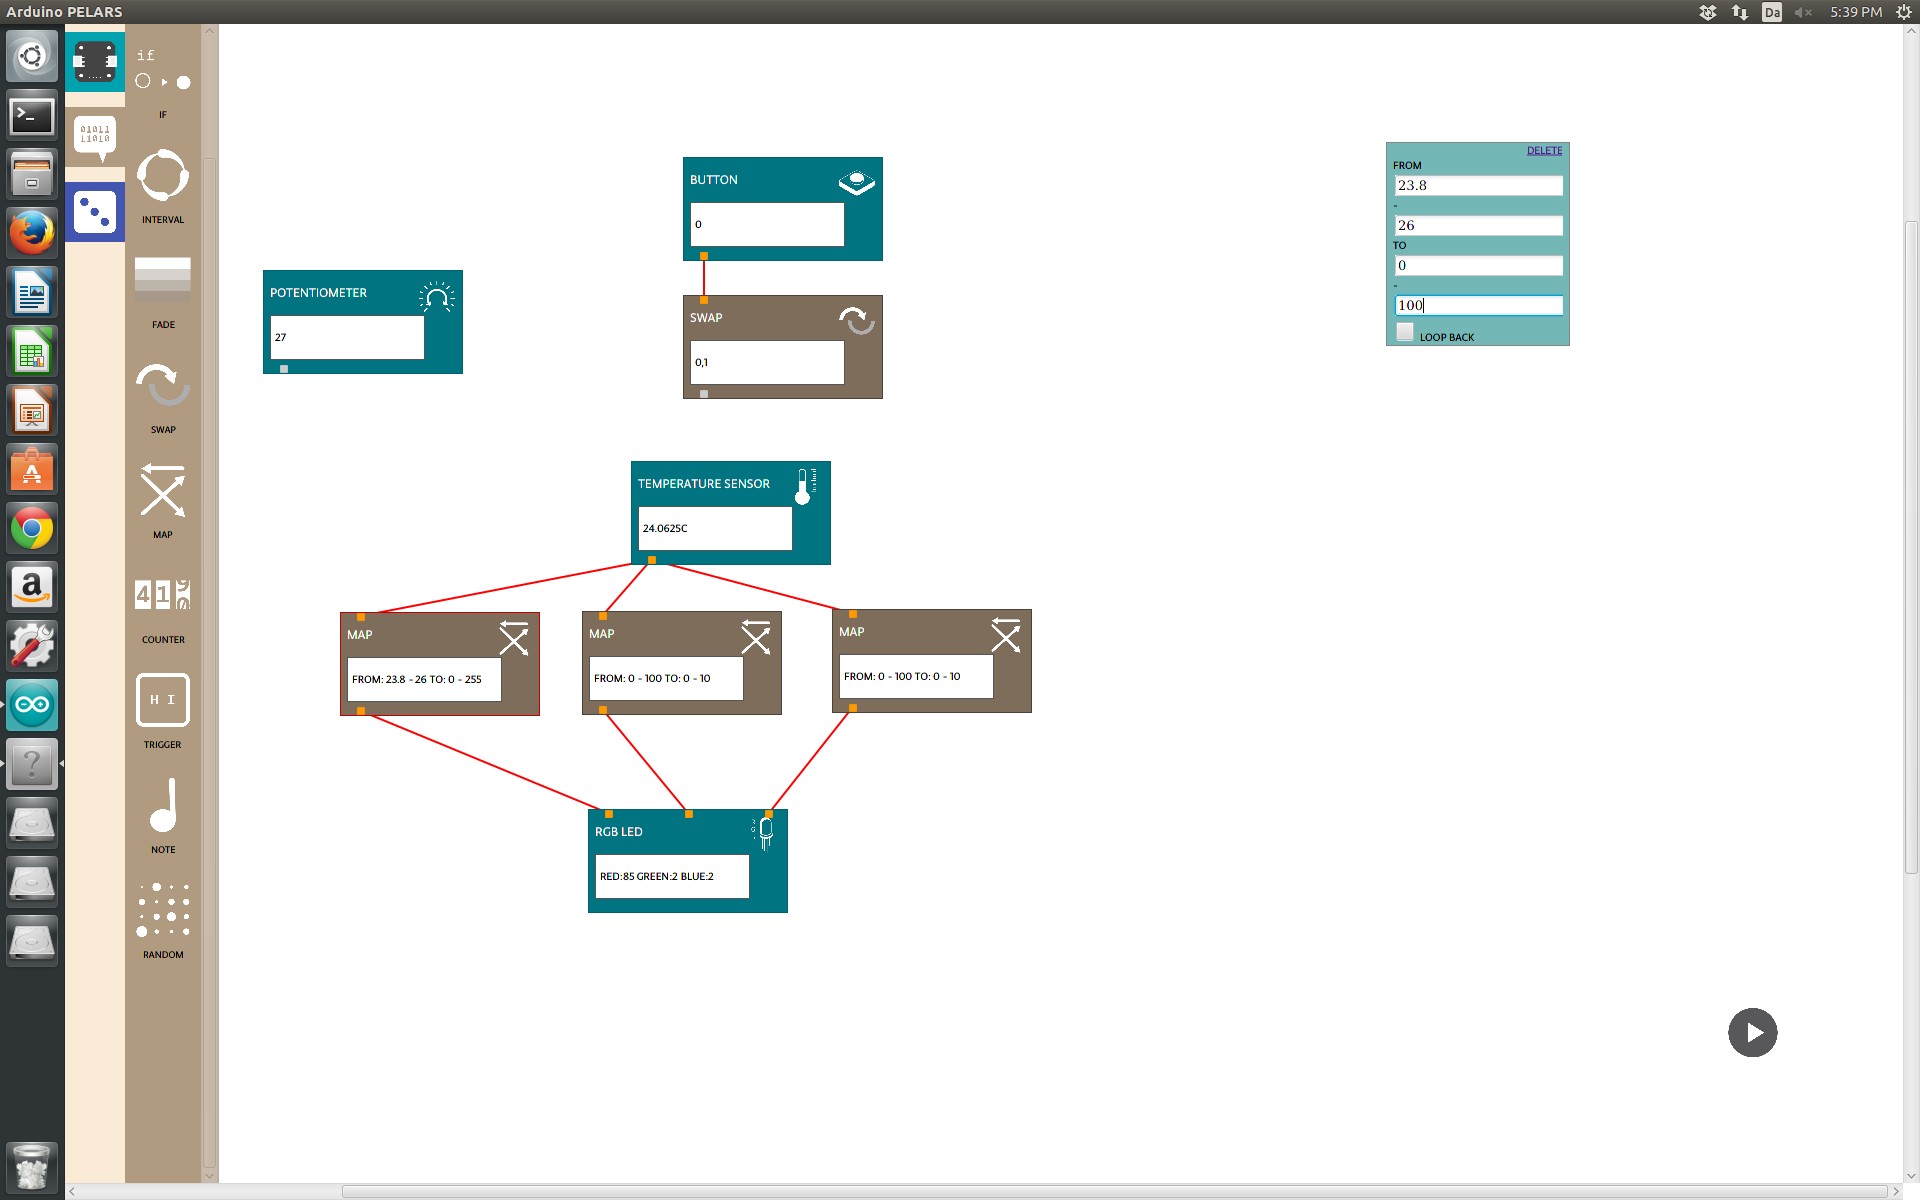 Arduino PELARS
Da
5:39 PM
if
IF
01011
11010
INTERVAL
FADE
SWAP
MAP
41
COUNTER
H I
TRIGGER
NOTE
RANDOM
BUTTON
0
SWAP
0,1
POTENTIOMETER
27
TEMPERATURE SENSOR
24.0625C
MAP
FROM: 23.8 - 26 TO: 0 - 255
MAP
FROM: 0 - 100 TO: 0 - 10
MAP
FROM: 0 - 100 TO: 0 - 10
RGB LED
RED:85 GREEN:2 BLUE:2
DELETE
FROM
23.8
-
26
TO
0
-
100
LOOP BACK